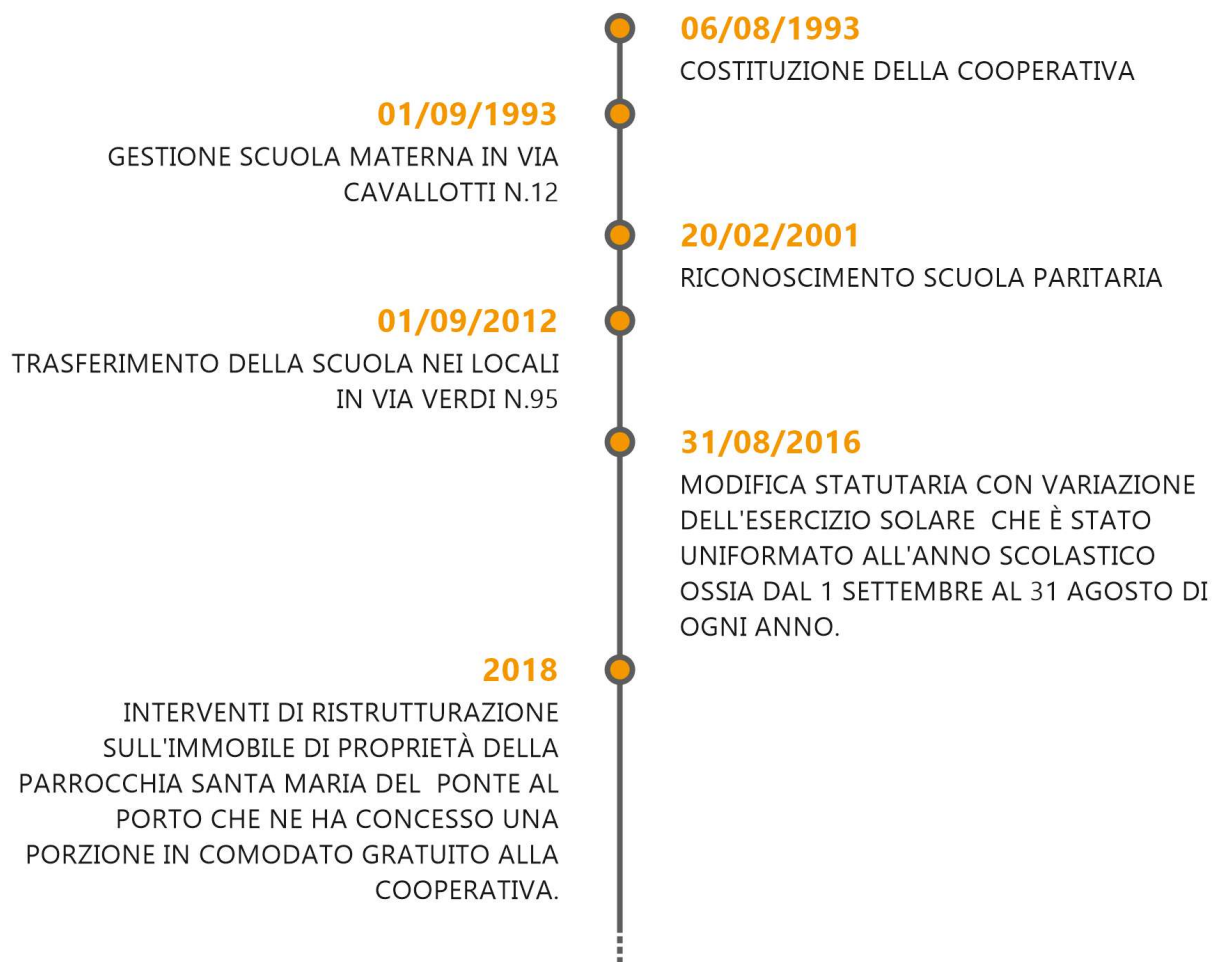 06/08/1993
COSTITUZIONE DELLA COOPERATIVA
01/09/1993
GESTIONE SCUOLA MATERNA IN VIA
CAVALLOTTI N.12
20/02/2001
RICONOSCIMENTO SCUOLA PARITARIA
01/09/2012
TRASFERIMENTO DELLA SCUOLA NEI LOCALI
IN VIA VERDI N.95
31/08/2016
MODIFICA STATUTARIA CON VARIAZIONE
DELL'ESERCIZIO SOLARE  CHE È STATO
UNIFORMATO ALL'ANNO SCOLASTICO
OSSIA DAL 1 SETTEMBRE AL 31 AGOSTO DI
OGNI ANNO.
2018
INTERVENTI DI RISTRUTTURAZIONE
SULL'IMMOBILE DI PROPRIETÀ DELLA
PARROCCHIA SANTA MARIA DEL  PONTE AL
PORTO CHE NE HA CONCESSO UNA
PORZIONE IN COMODATO GRATUITO ALLA
COOPERATIVA.